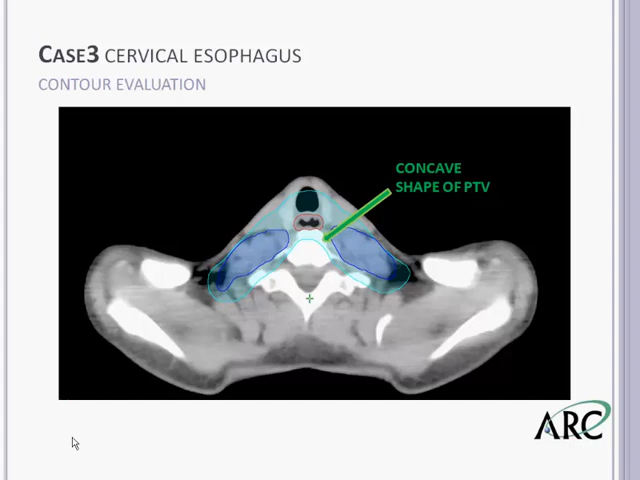 CASE3 CERVICAL ESOPHAGUS
CONTOUR EVALUATION
CONCAVE
SHAPE OF PTV
ARC